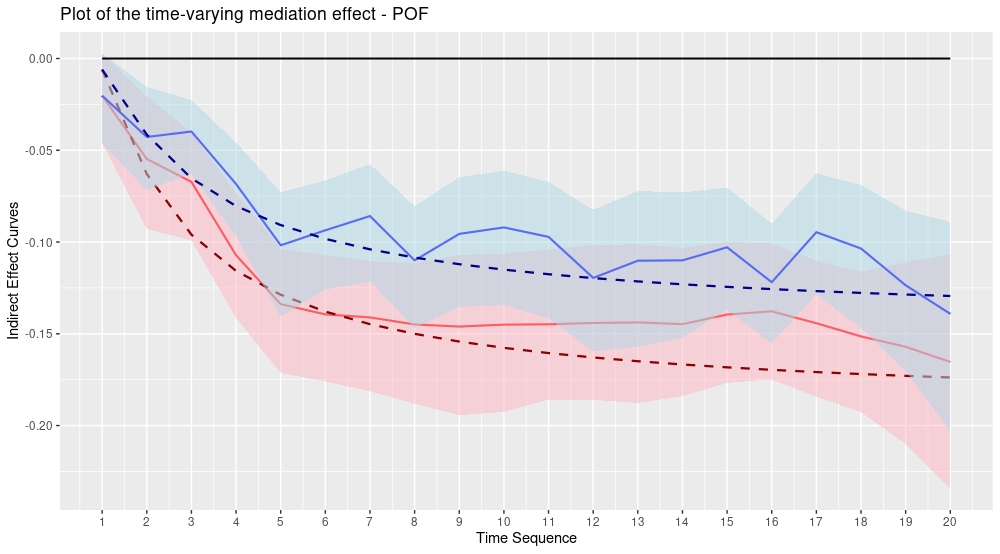 Plot of the time-varying mediation effect - POF
Indirect Effect Curves
0.00
-0.05
-0.10
-0.15
-0.20
1 2 3 4 5 6 7 8 9 10 11 12 13 14 15 16 17 18 19 20
Time Sequence